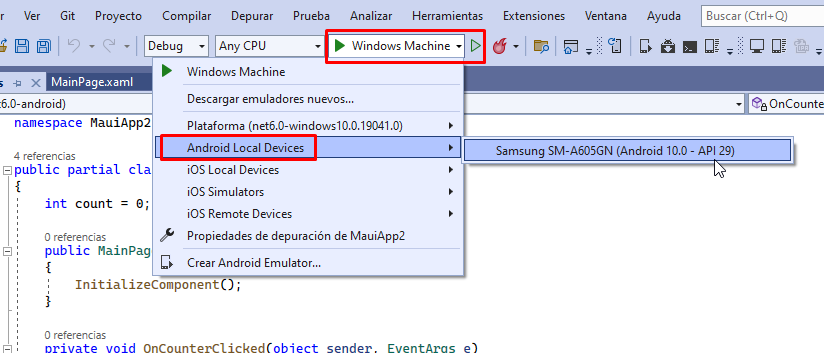 Ver Git Proyecto Compilar Depurar Prueba Analizar Herramientas Extensiones Ventana Ayuda Buscar (Ctrl+Q)
Debug Any CPU Windows Machine
MainPage.xaml
6.0-android) OnCounter
Windows Machine
Descargar emuladores nuevos...
Plataforma (net6.0-windows10.0.19041.0)
Android Local Devices
Samsung SM-A605GN (Android 10.0 - API 29)
iOS Local Devices
iOS Simulators
iOS Remote Devices
Propiedades de depuración de MauiApp2
Crear Android Emulator...
namespace MauiApp2
4 referencias
public partial cla
{
int count = 0;
0 referencias
public MainPag
{
InitializeComponent();
}
0 referencias
private void OnCounterClicked(object sender, EventArgs e)